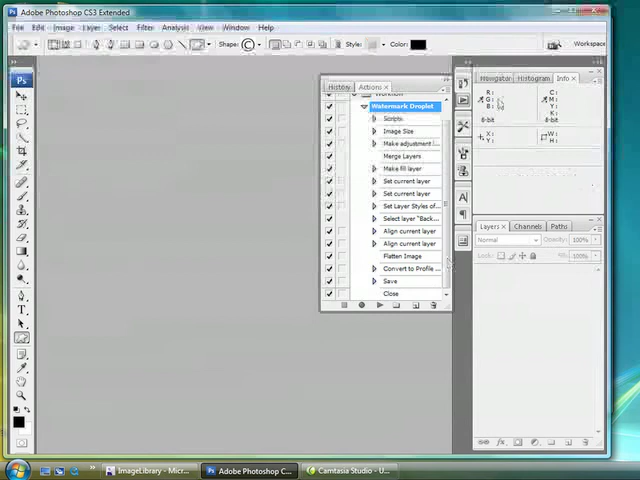 Adobe Photoshop CS3 Extended
File Edit Image Layer Select Filter Analysis View Window Help
Shape: Style: Color: Workspace
Ps
History Actions ×
Workflow
Watermark Droplet
Scripts
Image Size
Make adjustment l...
Merge Layers
Make fill layer
Set current layer
Set current layer
Set Layer Styles of...
Select layer "Back...
Align current layer
Align current layer
Flatten Image
Convert to Profile ...
Save
Close
Navigator Histogram Info ×
R: C:
G: M:
B: Y:
K:
8-bit 8-bit
X: W:
Y: H:
Layers × Channels Paths
Normal Opacity: 100%
Lock: 100%
ImageLibrary - Micr... Adobe Photoshop C... Camtasia Studio - U...